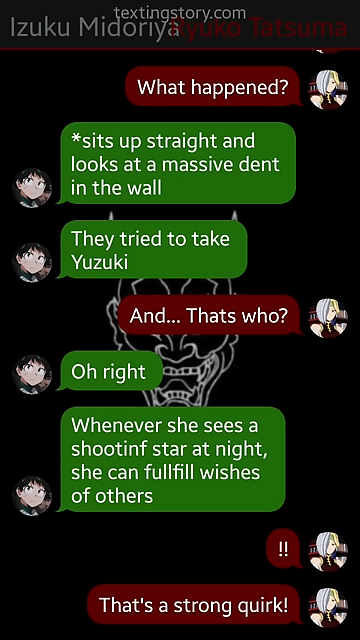 textingstory.com
Izuku Midoriya Ryuko Tatsuma
What happened?
*sits up straight and
looks at a massive dent
in the wall
They tried to take
Yuzuki
And... Thats who?
Oh right
Whenever she sees a
shootinf star at night,
she can fullfill wishes
of others
!!
That's a strong quirk!